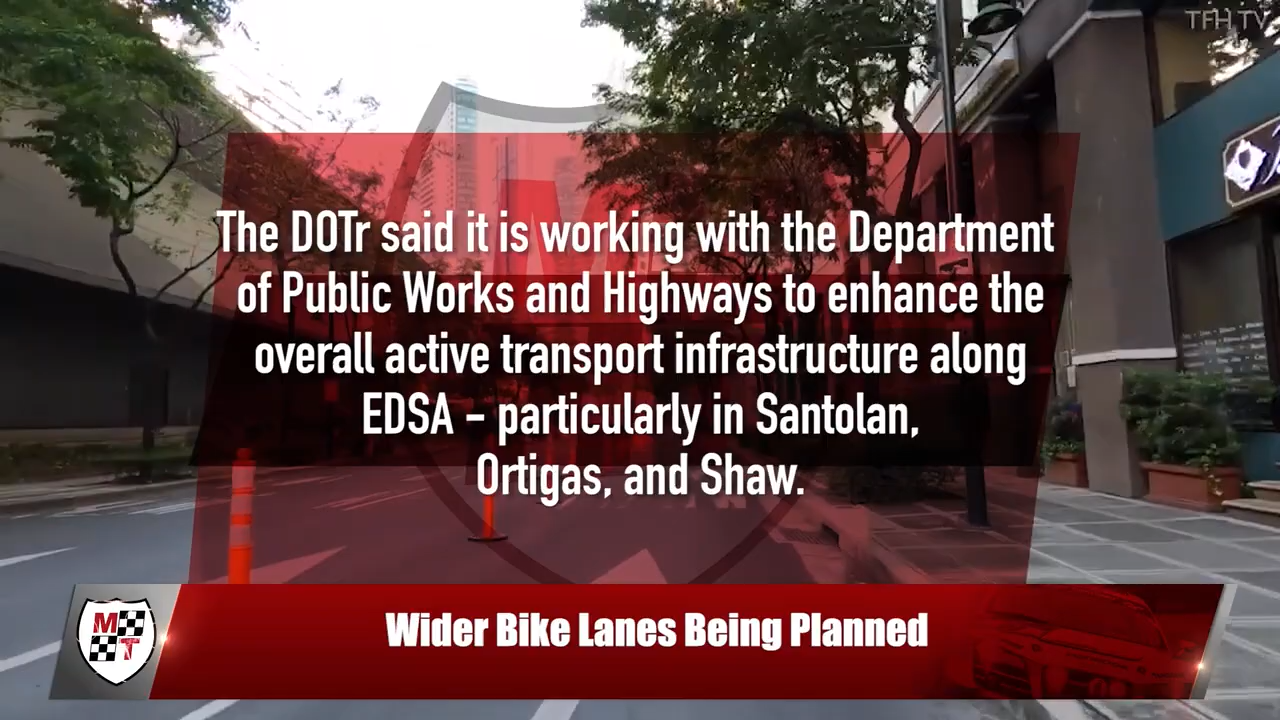 TFH TV
The DOTr said it is working with the Department
of Public Works and Highways to enhance the
overall active transport infrastructure along
EDSA – particularly in Santolan,
Ortigas, and Shaw.
M
T
Wider Bike Lanes Being Planned